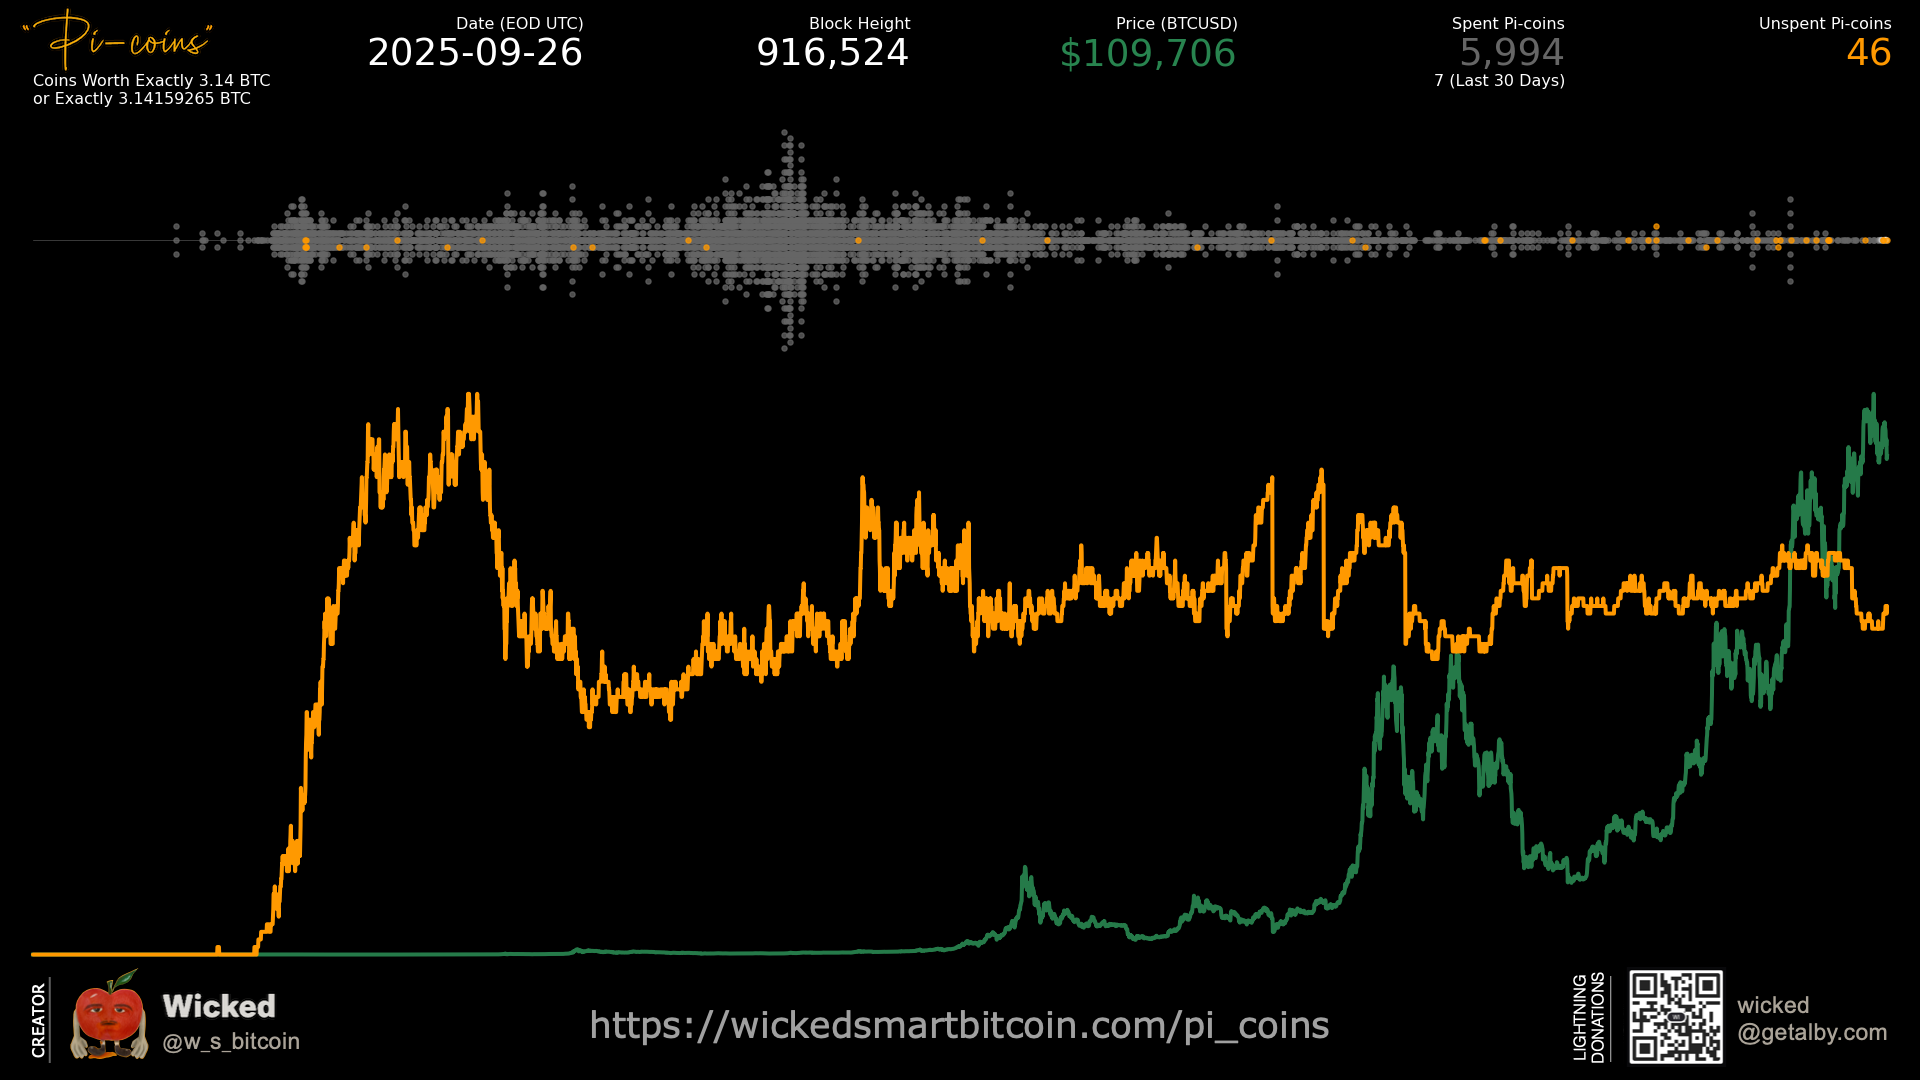 "Pi-coins"
Coins Worth Exactly 3.14 BTC
or Exactly 3.14159265 BTC
Date (EOD UTC)
2025-09-26
Block Height
916,524
Price (BTCUSD)
$109,706
Spent Pi-coins
5,994
7 (Last 30 Days)
Unspent Pi-coins
46
CREATOR
Wicked
@w_s_bitcoin
https://wickedsmartbitcoin.com/pi_coins
LIGHTNING
DONATIONS
wicked
@getalby.com